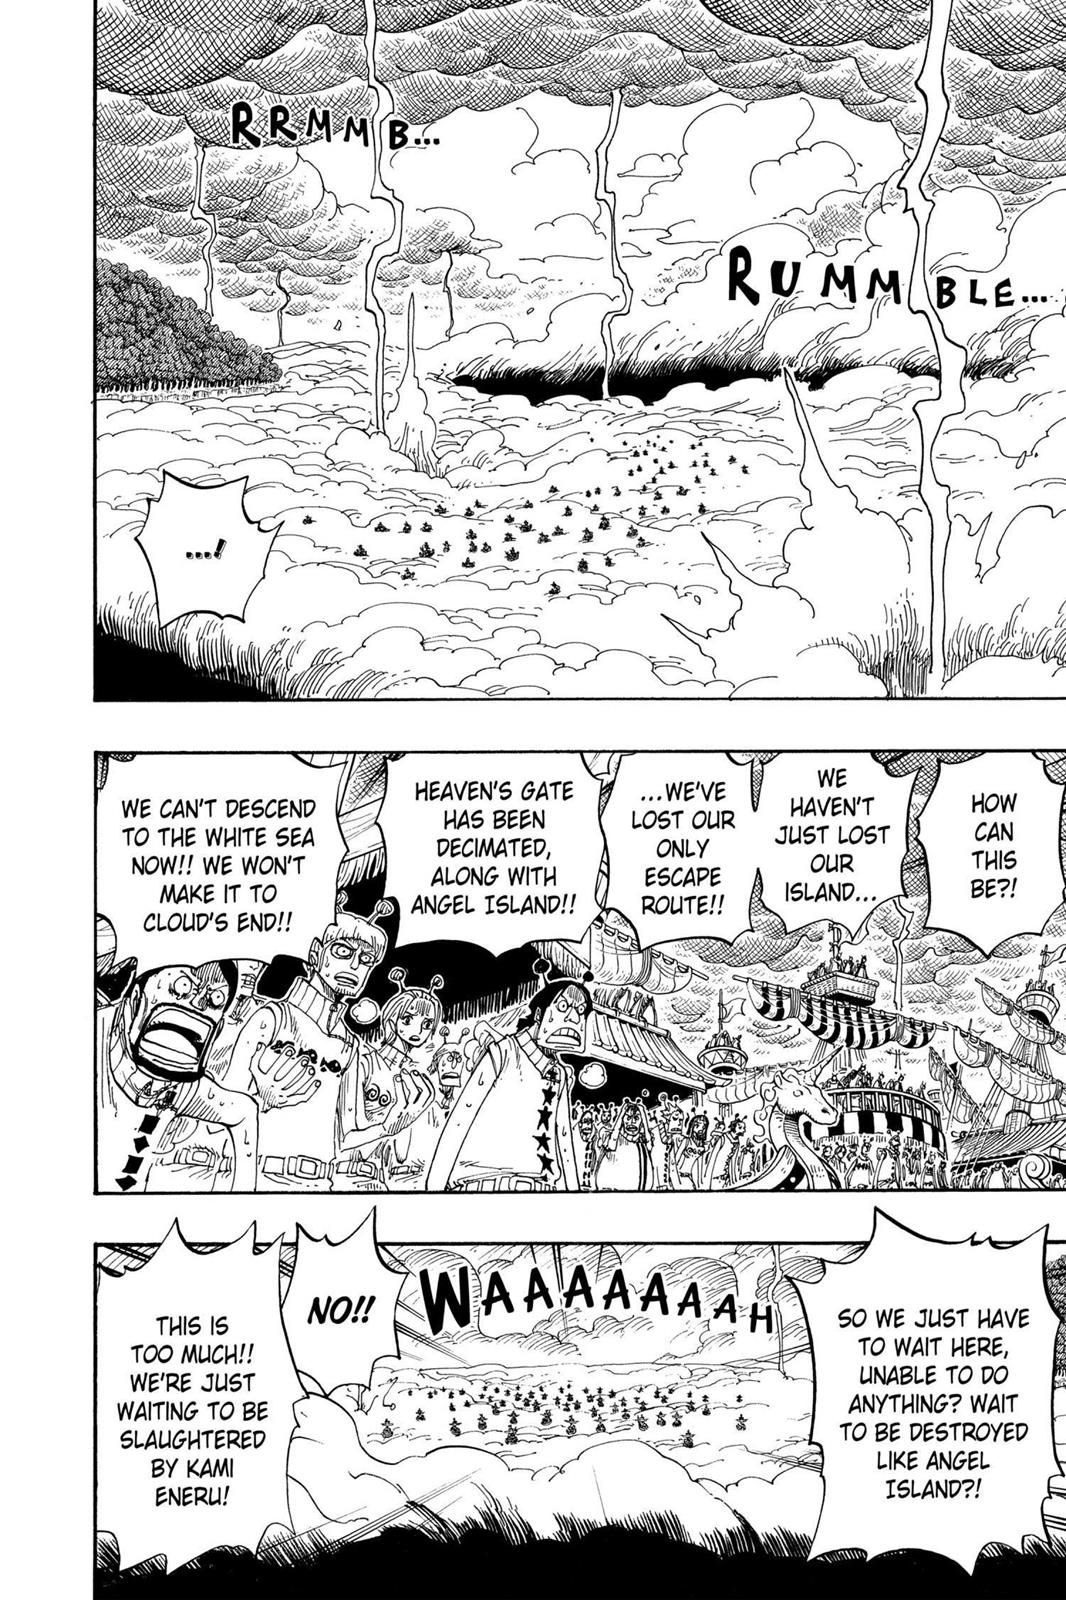 RRMMB...
RUMMBLE...
....!
HOW
CAN
THIS
BE?!
WE
HAVEN'T
JUST LOST
OUR
ISLAND...
...WE'VE
LOST OUR
ONLY
ESCAPE
ROUTE!!
HEAVEN'S GATE
HAS BEEN
DECIMATED,
ALONG WITH
ANGEL ISLAND!!
WE CAN'T DESCEND
TO THE WHITE SEA
NOW!! WE WON'T
MAKE IT TO
CLOUD'S END!!
SO WE JUST HAVE
TO WAIT HERE,
UNABLE TO DO
ANYTHING? WAIT
TO BE DESTROYED
LIKE ANGEL
ISLAND?!
WAAAAAAAH
NO!!
THIS IS
TOO MUCH!!
WE'RE JUST
WAITING TO BE
SLAUGHTERED
BY KAMI
ENERU!